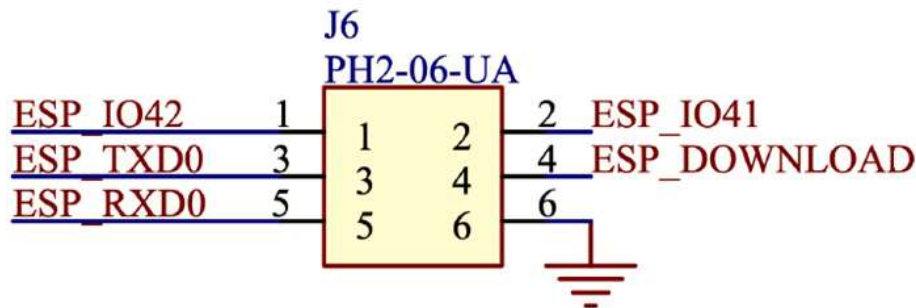 J6
PH2-06-UA
ESP_IO42 1 1 2 2 ESP_IO41
ESP_TXD0 3 3 4 4 ESP_DOWNLOAD
ESP_RXD0 5 5 6 6